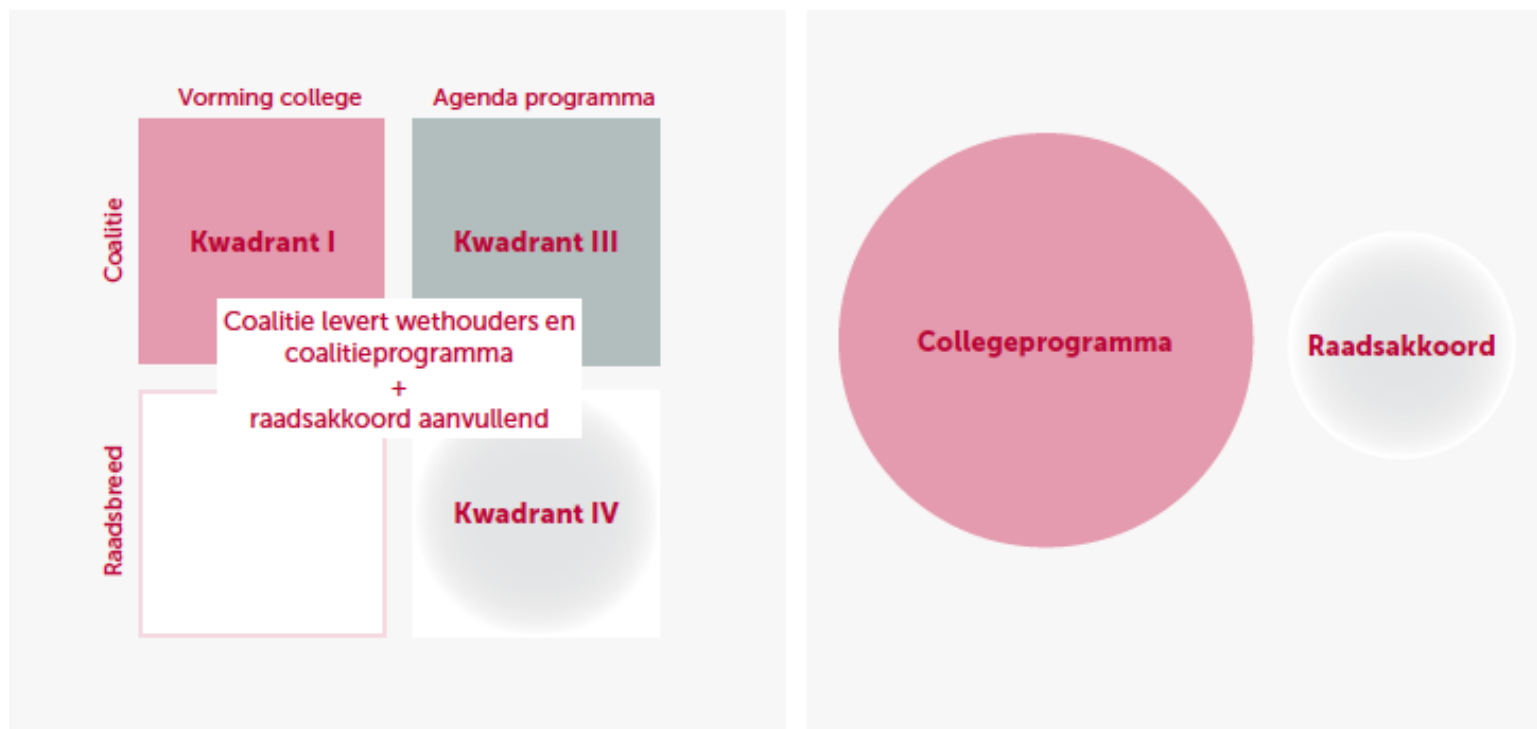 Vorming college
Agenda programma
Coalitie
Kwadrant I
Kwadrant III
Coalitie levert wethouders en
coalitieprogramma
+
raadsakkoord aanvullend
Raadsbreed
Kwadrant IV
Collegeprogramma
Raadsakkoord